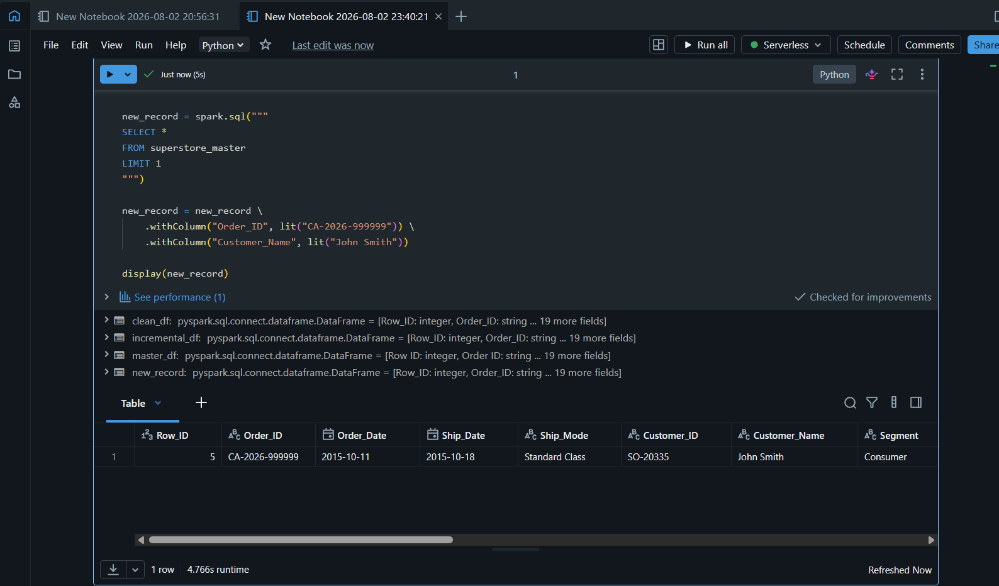 New Notebook 2026-08-02 20:56:31
New Notebook 2026-08-02 23:40:21
File Edit View Run Help Python Last edit was now Run all Serverless Schedule Comments Share
Just now (5s) 1 Python
new_record = spark.sql("""
SELECT *
FROM superstore_master
LIMIT 1
""")
new_record = new_record \
.withColumn("Order_ID", lit("CA-2026-999999")) \
.withColumn("Customer_Name", lit("John Smith"))
display(new_record)
See performance (1) Checked for improvements
clean_df: pyspark.sql.connect.dataframe.DataFrame = [Row_ID: integer, Order_ID: string ... 19 more fields]
incremental_df: pyspark.sql.connect.dataframe.DataFrame = [Row_ID: integer, Order_ID: string ... 19 more fields]
master_df: pyspark.sql.connect.dataframe.DataFrame = [Row ID: integer, Order ID: string ... 19 more fields]
new_record: pyspark.sql.connect.dataframe.DataFrame = [Row_ID: integer, Order_ID: string ... 19 more fields]
Table
Row_ID Order_ID Order_Date Ship_Date Ship_Mode Customer_ID Customer_Name Segment
1 5 CA-2026-999999 2015-10-11 2015-10-18 Standard Class SO-20335 John Smith Consumer
1 row 4.766s runtime Refreshed Now